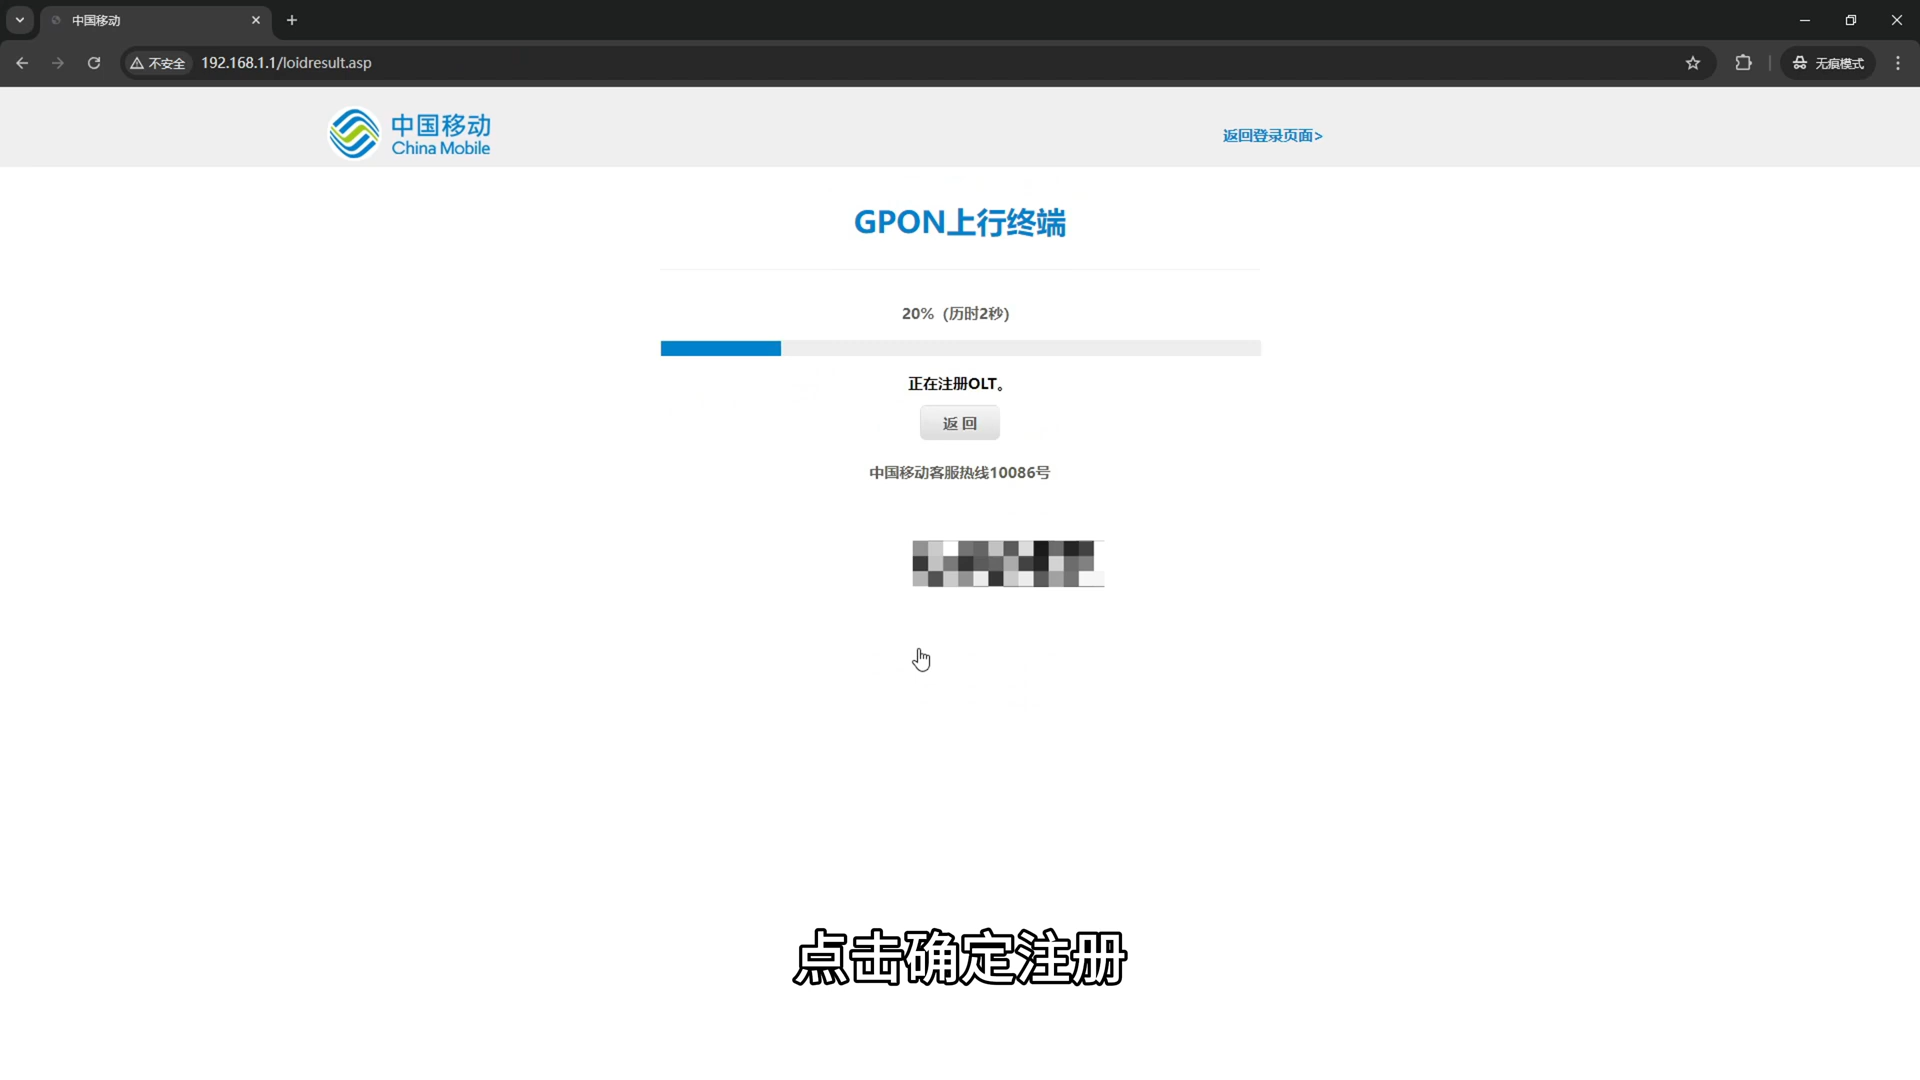 中国移动
不安全
192.168.1.1/loidresult.asp
无痕模式
中国移动
China Mobile
返回登录页面>
GPON上行终端
20%（历时2秒）
正在注册OLT。
返 回
中国移动客服热线10086号
点击确定注册